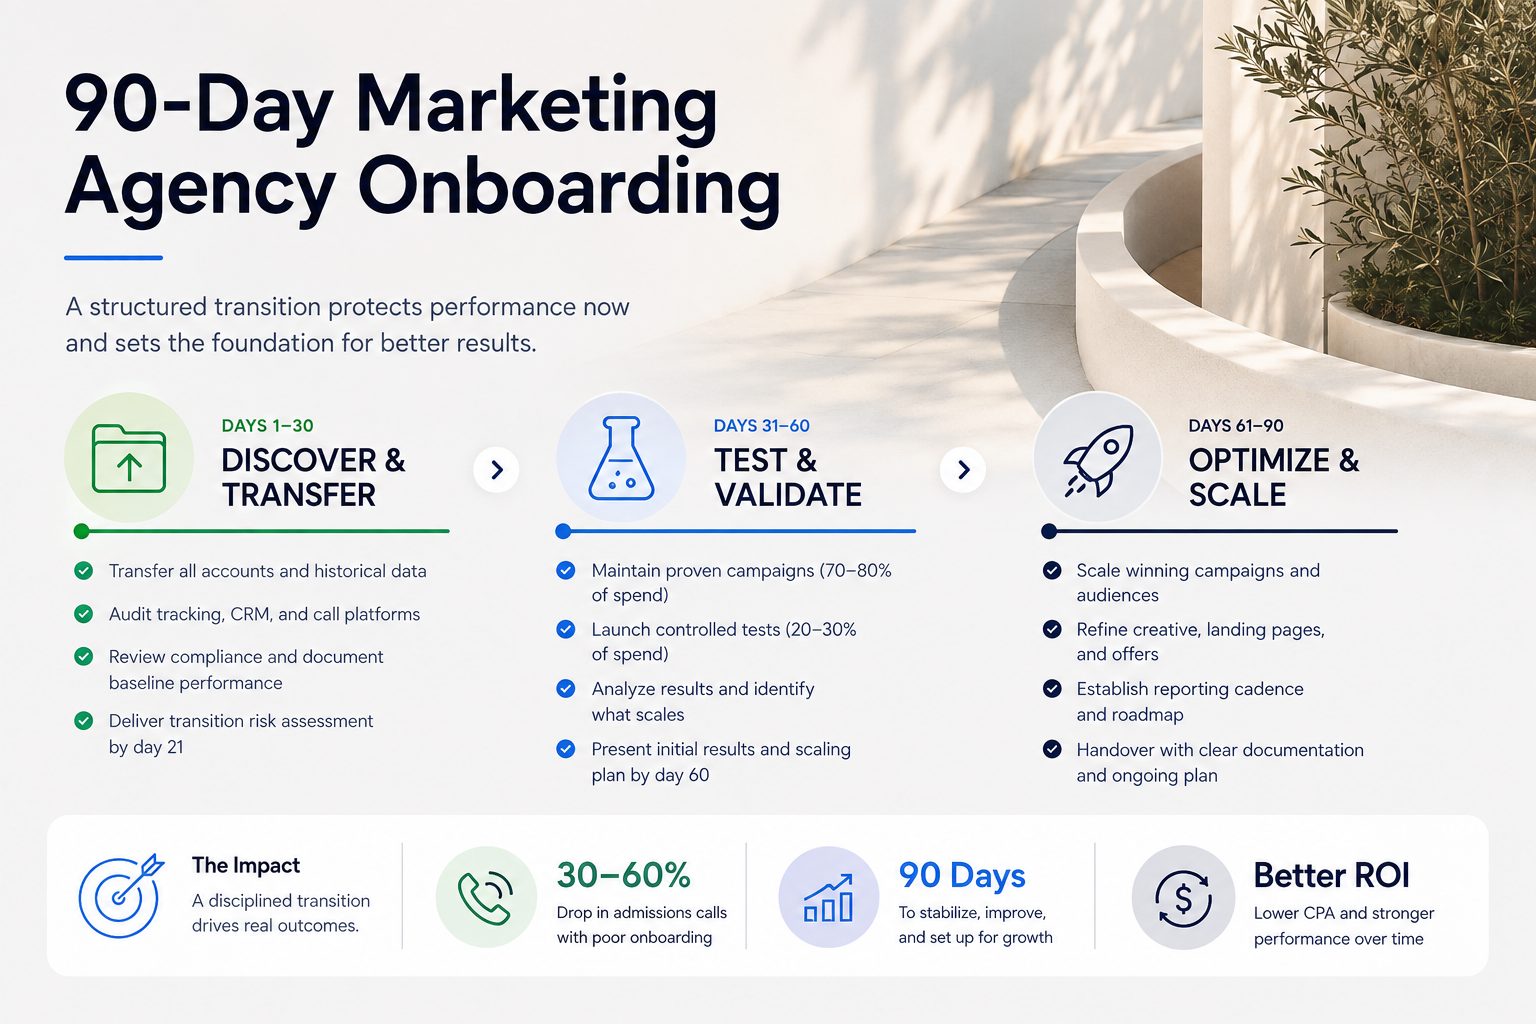 90-Day Marketing
Agency Onboarding
A structured transition protects performance now
and sets the foundation for better results.
DAYS 1–30
DISCOVER &
TRANSFER
Transfer all accounts and historical data
Audit tracking, CRM, and call platforms
Review compliance and document
baseline performance
Deliver transition risk assessment
by day 21
DAYS 31–60
TEST &
VALIDATE
Maintain proven campaigns (70–80%
of spend)
Launch controlled tests (20–30%
of spend)
Analyze results and identify
what scales
Present initial results and scaling
plan by day 60
DAYS 61–90
OPTIMIZE &
SCALE
Scale winning campaigns and
audiences
Refine creative, landing pages,
and offers
Establish reporting cadence
and roadmap
Handover with clear documentation
and ongoing plan
The Impact
A disciplined transition
drives real outcomes.
30–60%
Drop in admissions calls
with poor onboarding
90 Days
To stabilize, improve,
and set up for growth
$
Better ROI
Lower CPA and stronger
performance over time